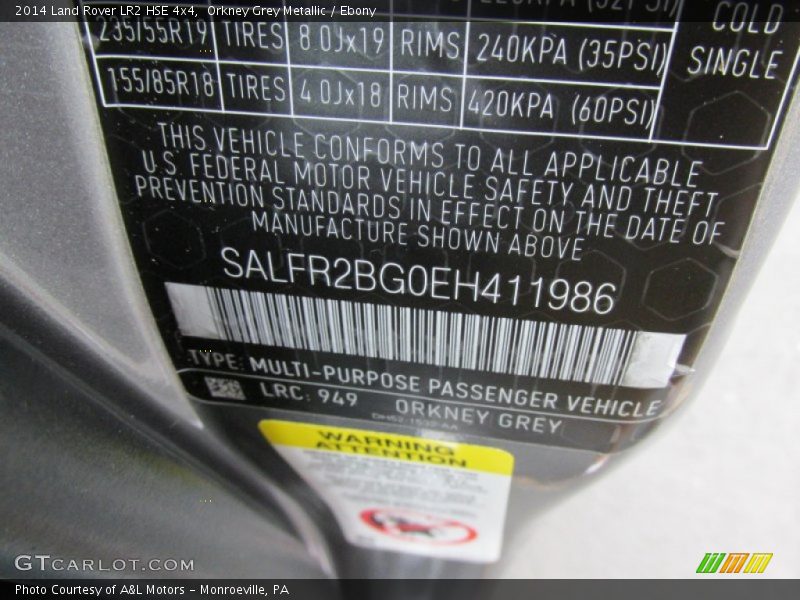 2014 Land Rover LR2 HSE 4x4, Orkney Grey Metallic / Ebony
COLD
235/55R19 TIRES 8.0Jx19 RIMS 240KPA (35PSI)
SINGLE
155/85R18 TIRES 4.0Jx18 RIMS 420KPA (60PSI)
THIS VEHICLE CONFORMS TO ALL APPLICABLE
U.S. FEDERAL MOTOR VEHICLE SAFETY AND THEFT
PREVENTION STANDARDS IN EFFECT ON THE DATE OF
MANUFACTURE SHOWN ABOVE
SALFR2BG0EH411986
TYPE: MULTI-PURPOSE PASSENGER VEHICLE
LRC: 949 ORKNEY GREY
WARNING
ATTENTION
GTCARLOT.COM
Photo Courtesy of A&L Motors - Monroeville, PA